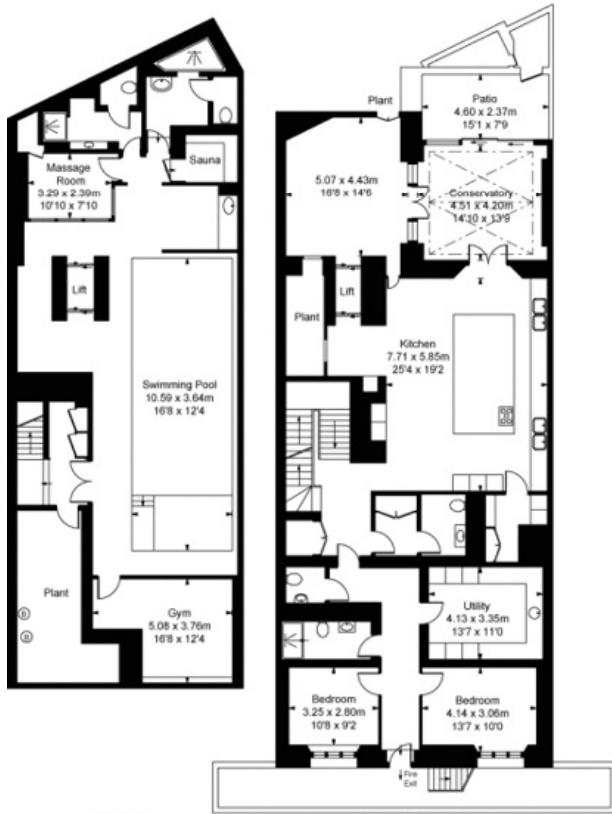 Massage
Room
3.29 x 2.39m
10'10 x 7'10
Sauna
Lift
Swimming Pool
10.59 x 3.64m
16'8 x 12'4
Plant
B
B
Gym
5.08 x 3.76m
16'8 x 12'4
Plant
Patio
4.60 x 2.37m
15'1 x 7'9
5.07 x 4.43m
16'8 x 14'6
Conservatory
4.51 x 4.20m
14'10 x 13'9
Lift
Plant
Kitchen
7.71 x 5.85m
25'4 x 19'2
Utility
4.13 x 3.35m
13'7 x 11'0
Bedroom
3.25 x 2.80m
10'8 x 9'2
Bedroom
4.14 x 3.06m
13'7 x 10'0
Fire
Exit